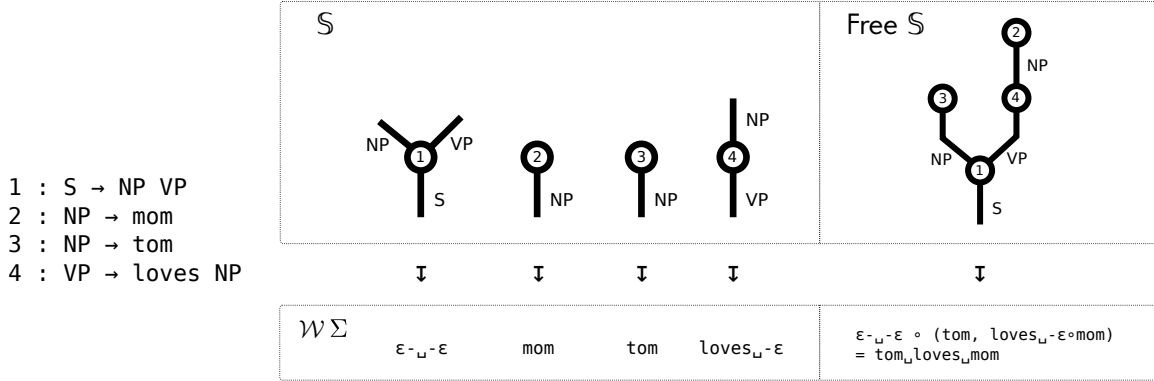 1 : S → NP VP
2 : NP → mom
3 : NP → tom
4 : VP → loves NP
𝕊
NP
VP
1
S
2
NP
3
NP
NP
4
VP
Free 𝕊
2
NP
3
4
NP
VP
1
S
↧ ↧ ↧ ↧ ↧
𝒲 Σ
ε-␣-ε mom tom loves␣-ε
ε-␣-ε ∘ (tom, loves␣-ε∘mom)
= tom␣loves␣mom